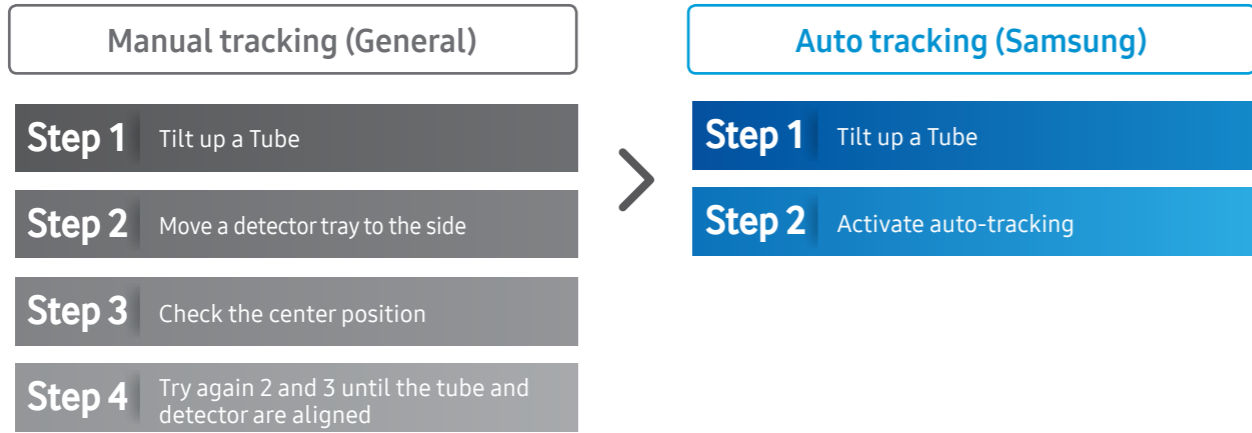 Manual tracking (General)
Step 1 Tilt up a Tube
Step 2 Move a detector tray to the side
Step 3 Check the center position
Step 4 Try again 2 and 3 until the tube and
detector are aligned
Auto tracking (Samsung)
Step 1 Tilt up a Tube
Step 2 Activate auto-tracking